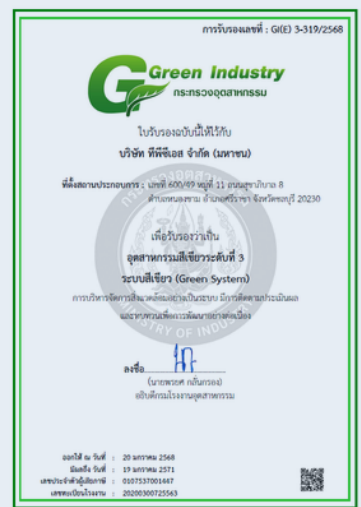 การรับรองเลขที่ : GI(E) 3-319/2568
Green Industry
กระทรวงอุตสาหกรรม
ใบรับรองฉบับนี้ให้ไว้กับ
บริษัท ทีพีซีเอส จำกัด (มหาชน)
ที่ตั้งสถานประกอบการ : เลขที่ 600/49 หมู่ที่ 11 ถนนสุขาภิบาล 8
ตำบลหนองขาม อำเภอศรีราชา จังหวัดชลบุรี 20230
เพื่อรับรองว่าเป็น
อุตสาหกรรมสีเขียวระดับที่ 3
ระบบสีเขียว (Green System)
การบริหารจัดการสิ่งแวดล้อมอย่างเป็นระบบ มีการติดตามประเมินผล
และทบทวนเพื่อการพัฒนาอย่างต่อเนื่อง
ลงชื่อ
(นายพรยศ กลั่นกรอง)
อธิบดีกรมโรงงานอุตสาหกรรม
ออกให้ ณ วันที่ : 20 มกราคม 2568
มีผลถึง วันที่ : 19 มกราคม 2571
เลขประจำตัวผู้เสียภาษี : 0107537001447
เลขทะเบียนโรงงาน : 20200300725563